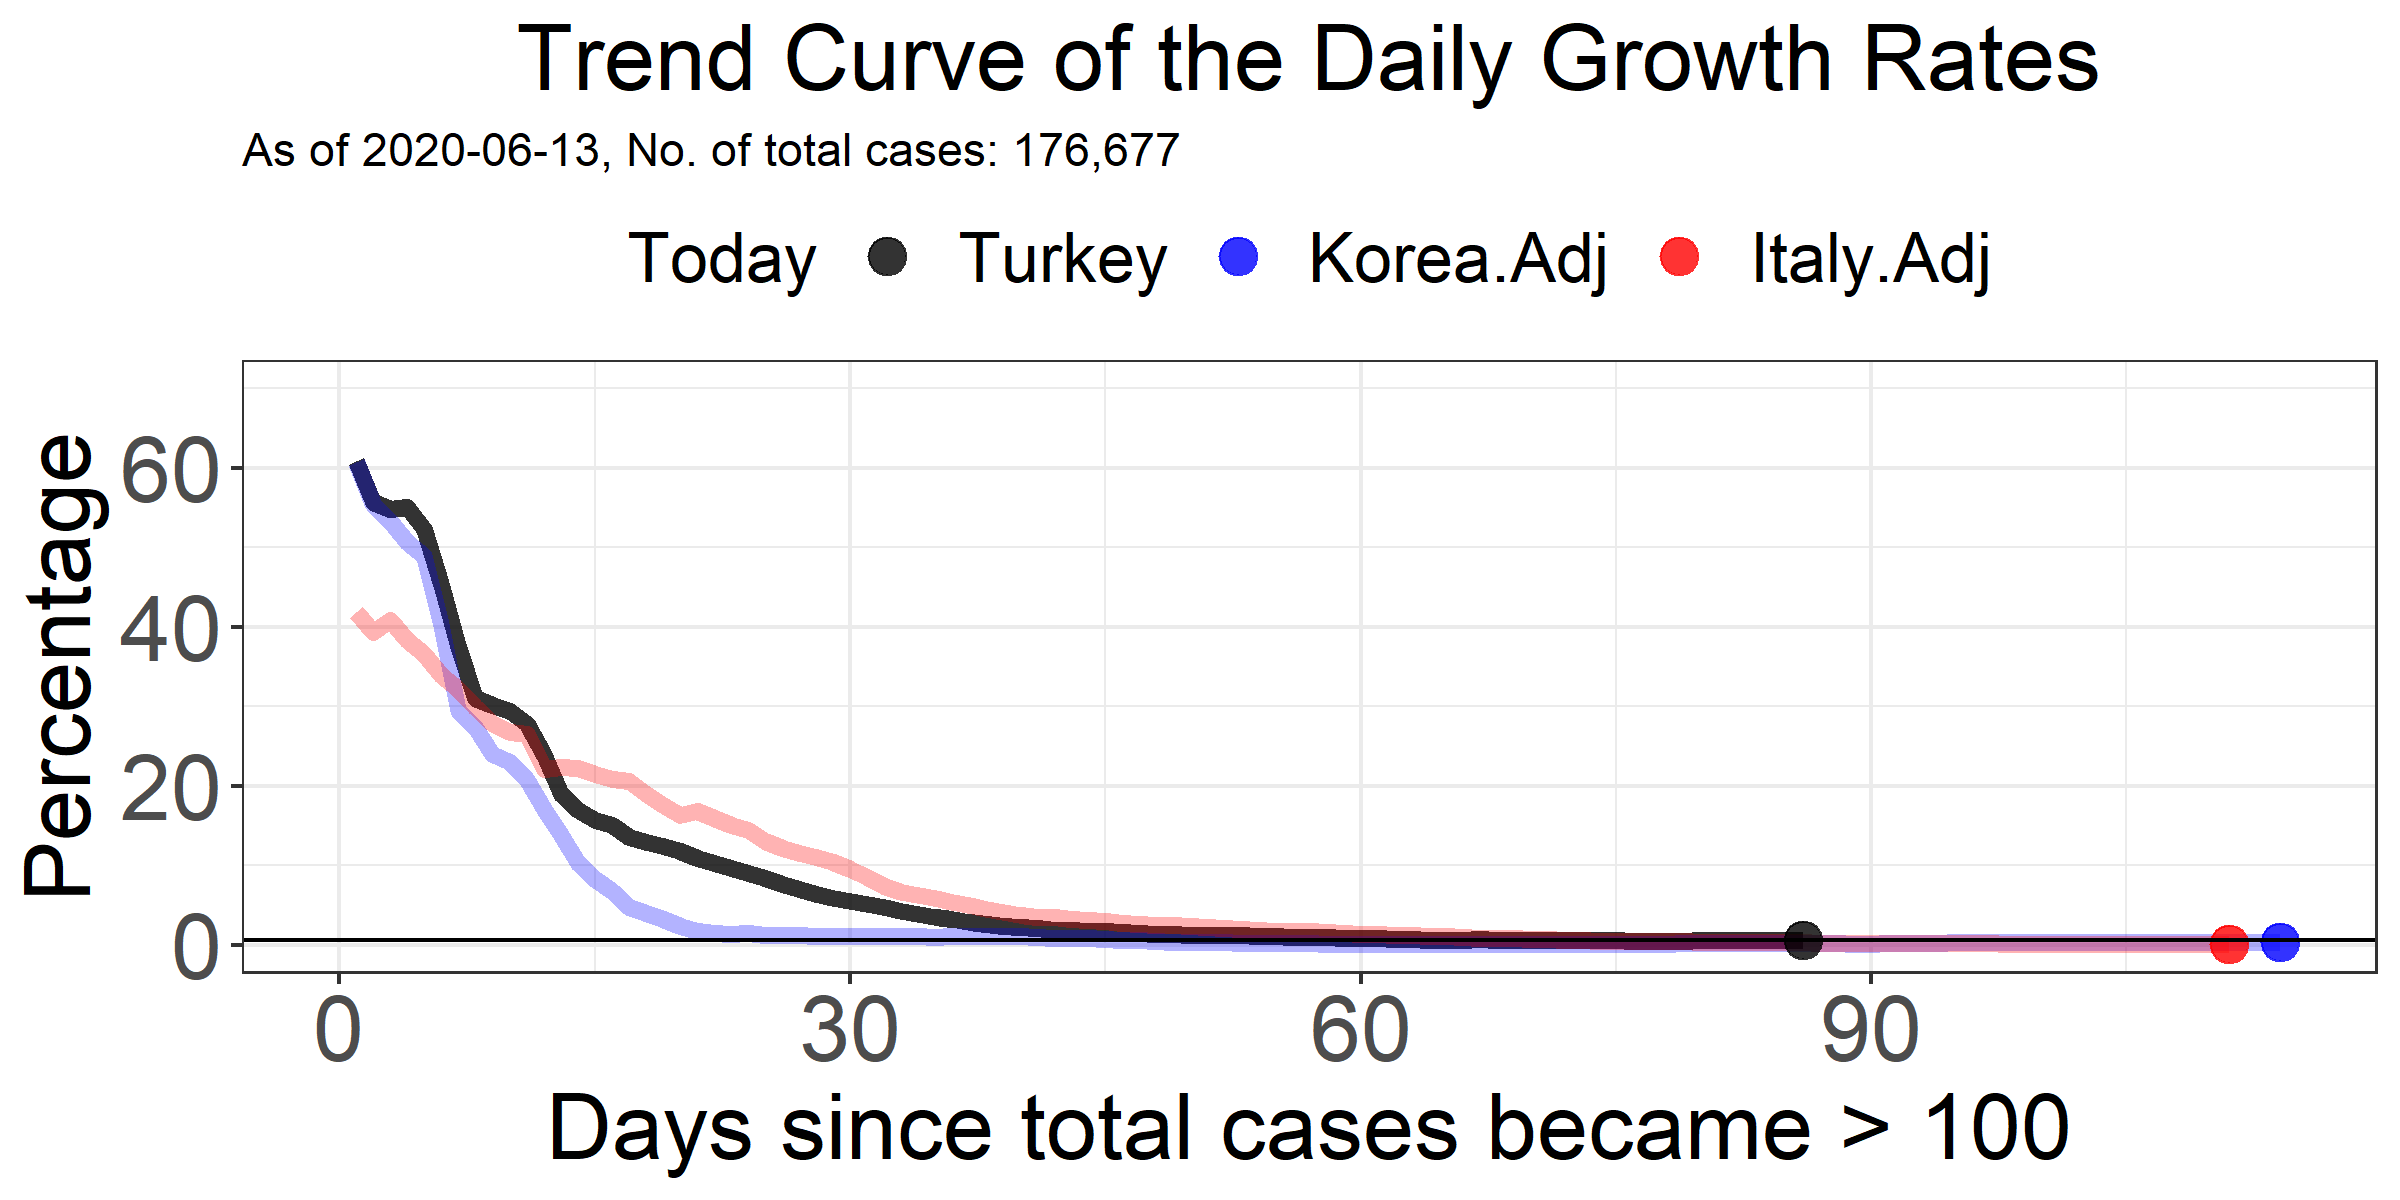 Trend Curve of the Daily Growth Rates
As of 2020-06-13, No. of total cases: 176,677
Today Turkey Korea.Adj Italy.Adj
Percentage
60
40
20
0
0 30 60 90
Days since total cases became > 100